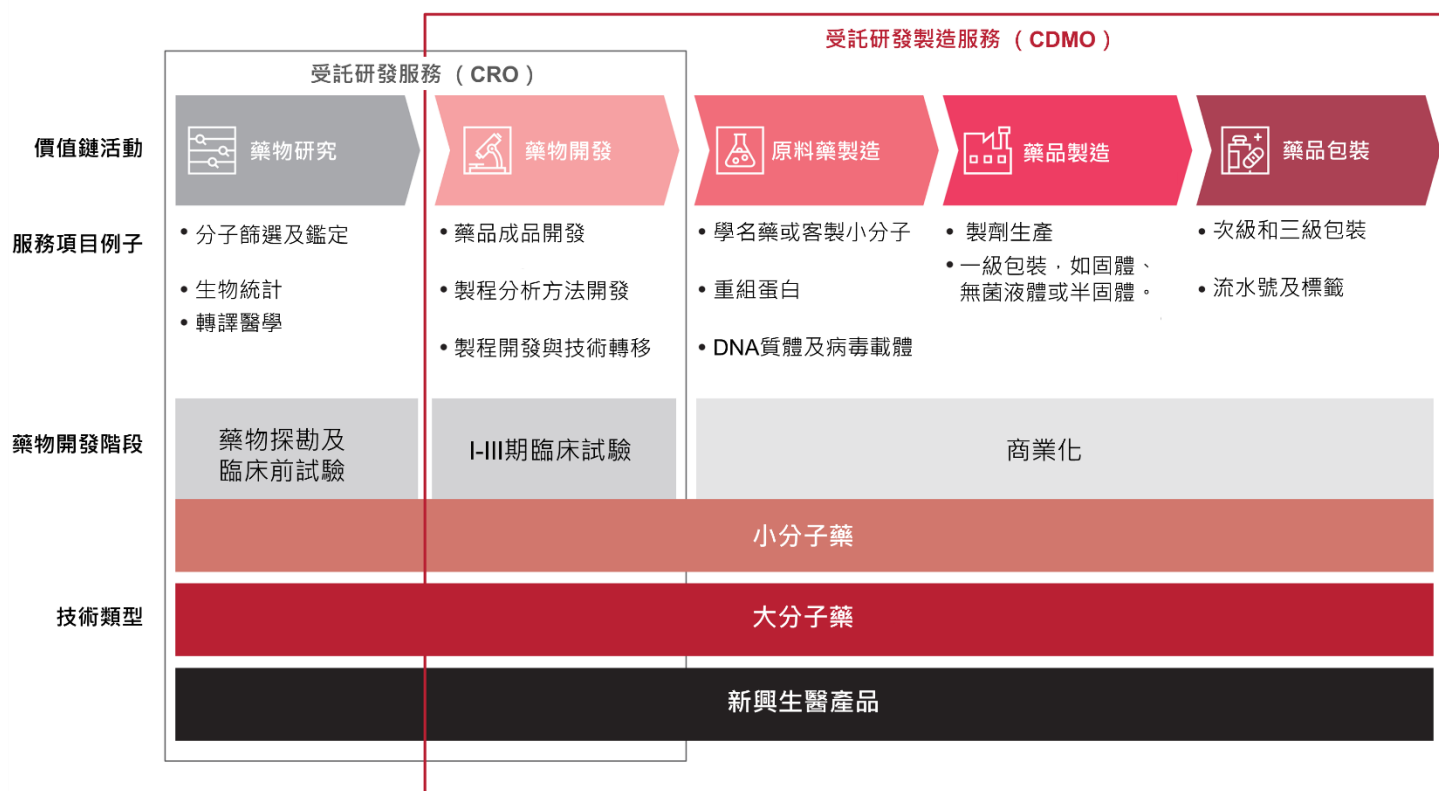 受託研發製造服務 （CDMO）
受託研發服務 （CRO）
價值鏈活動
藥物研究
藥物開發
原料藥製造
藥品製造
藥品包裝
服務項目例子
• 分子篩選及鑑定
• 生物統計
• 轉譯醫學
• 藥品成品開發
• 製程分析方法開發
• 製程開發與技術轉移
• 學名藥或客製小分子
• 重組蛋白
• DNA質體及病毒載體
• 製劑生產
• 一級包裝，如固體、
無菌液體或半固體。
• 次級和三級包裝
• 流水號及標籤
藥物開發階段
藥物探勘及
臨床前試驗
I-III期臨床試驗
商業化
小分子藥
技術類型
大分子藥
新興生醫產品